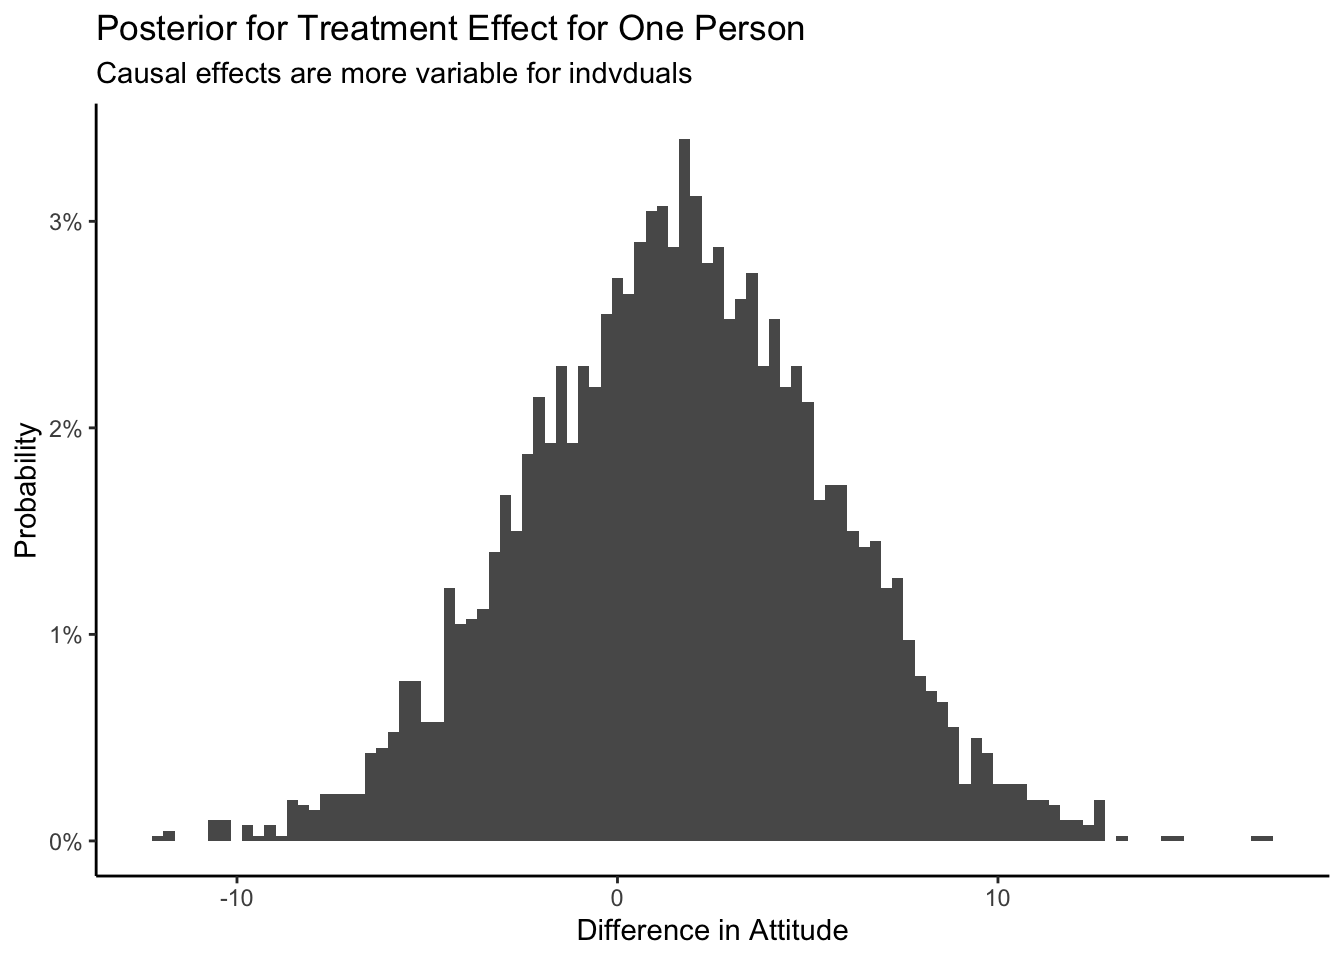 Posterior for Treatment Effect for One Person
Causal effects are more variable for indvduals
3%
2%
1%
0%
Probability
-10
0
10
Difference in Attitude